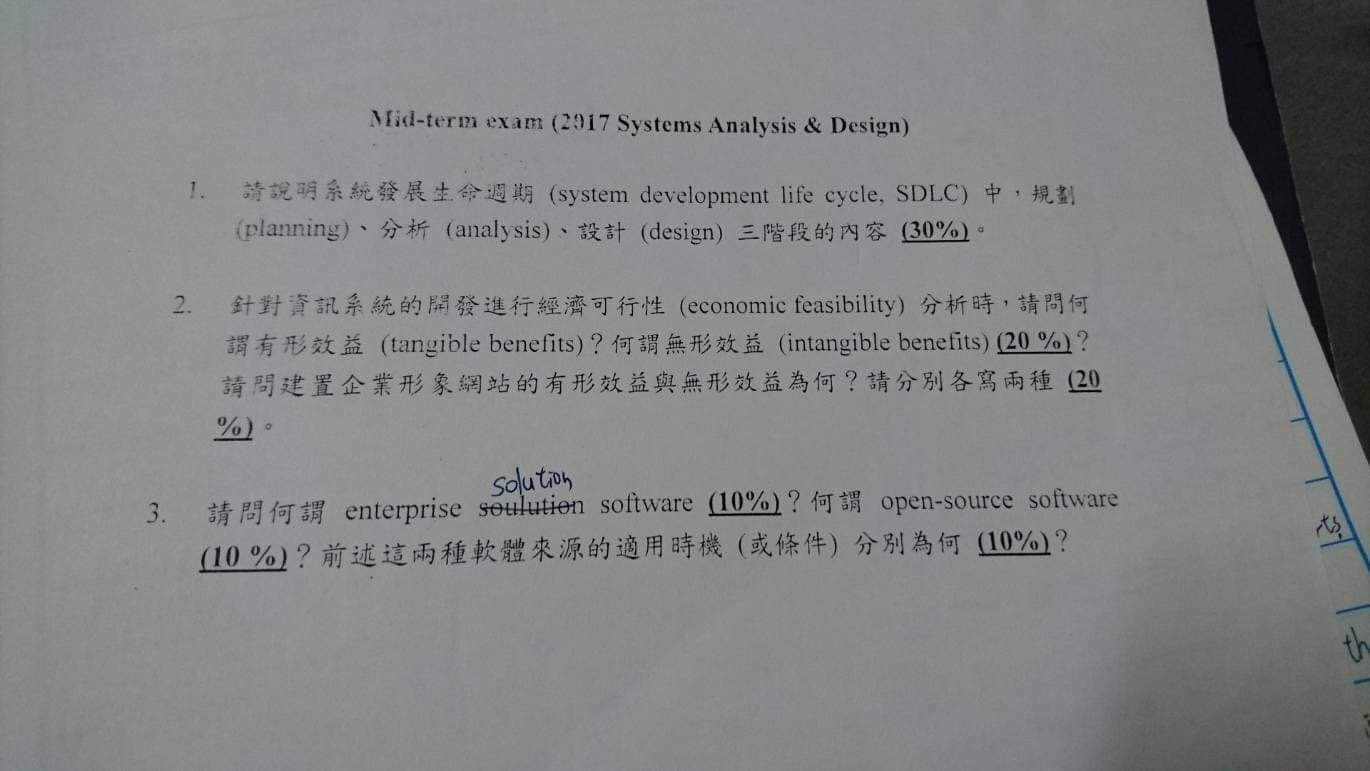 Mid-term exam (2017 Systems Analysis & Design)
1. 請說明系統發展生命週期 (system development life cycle, SDLC) 中，規劃
(planning)、分析 (analysis)、設計 (design) 三階段的內容 (30%)。
2. 針對資訊系統的開發進行經濟可行性 (economic feasibility) 分析時，請問何
謂有形效益 (tangible benefits)？何謂無形效益 (intangible benefits) (20 %)？
請問建置企業形象網站的有形效益與無形效益為何？請分別各寫兩種 (20
%)。
solution
3. 請問何謂 enterprise soulution software (10%)？何謂 open-source software
(10 %)？前述這兩種軟體來源的適用時機 (或條件) 分別為何 (10%)？
th